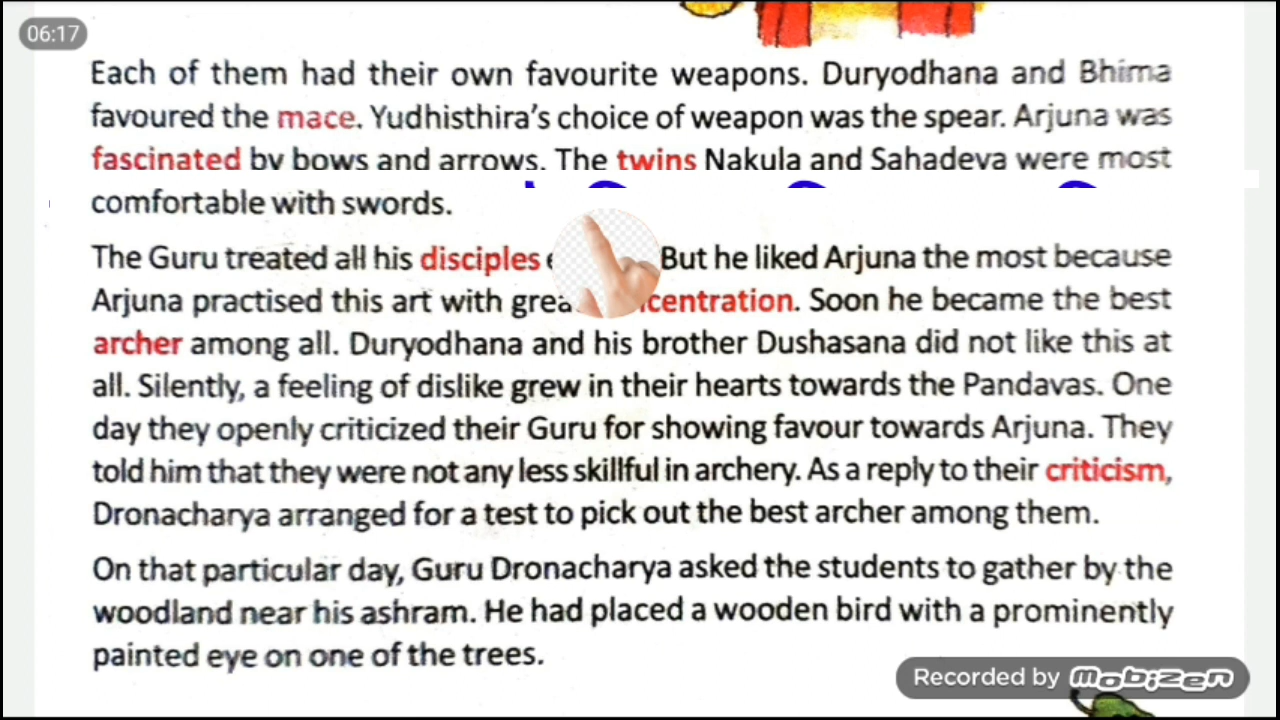 06:17
Each of them had their own favourite weapons. Duryodhana and Bhima
favoured the mace. Yudhisthira's choice of weapon was the spear. Arjuna was
fascinated by bows and arrows. The twins Nakula and Sahadeva were most
comfortable with swords.
The Guru treated all his disciples But he liked Arjuna the most because
Arjuna practised this art with Soon he became the best
archer among all. Duryodhana and his brother Dushasana did not like this at
all. Silently, a feeling of dislike grew in their hearts towards the Pandavas. One
day they openly criticized their Guru for showing favour towards Arjuna. They
told him that they were not any less skillful in archery. As a reply to their criticism,
Dronacharya arranged for a test to pick out the best archer among them.
On that particular day, Guru Dronacharya asked the students to gather by the
woodland near his ashram. He had placed a wooden bird with a prominently
painted eye on one of the trees.
Recorded by mobizen